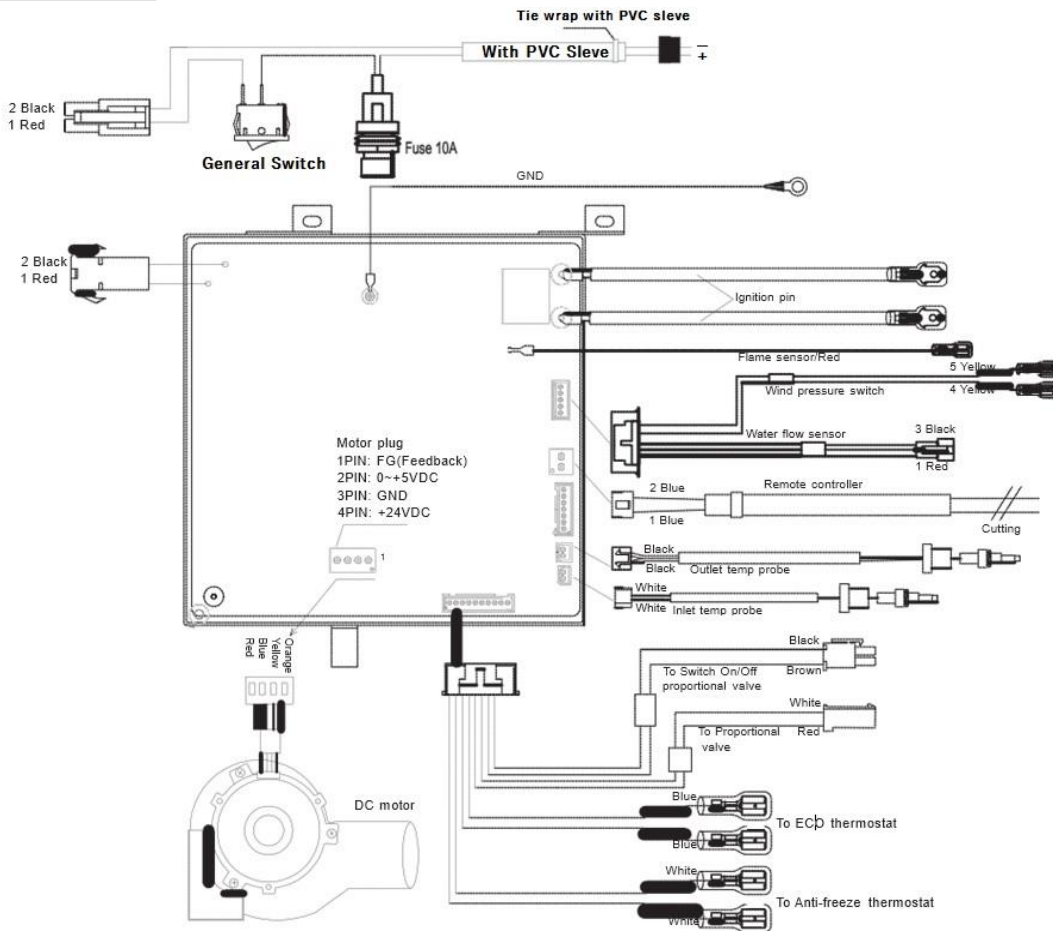 Tie wrap with PVC sleve
With PVC Sleve
−
+
2 Black
1 Red
General Switch
Fuse 10A
GND
2 Black
1 Red
Ignition pin
Flame sensor/Red
5 Yellow
Wind pressure switch
4 Yellow
Motor plug
1PIN: FG(Feedback)
2PIN: 0~+5VDC
3PIN: GND
4PIN: +24VDC
1
Water flow sensor
3 Black
1 Red
2 Blue
Remote controller
1 Blue
Cutting
Black
Black
Outlet temp probe
White
White
Inlet temp probe
Orange
Yellow
Blue
Red
Black
To Switch On/Off
Brown
proportional valve
White
To Proportional
Red
valve
DC motor
Blue
To ECO thermostat
Blue
White
To Anti-freeze thermostat
White